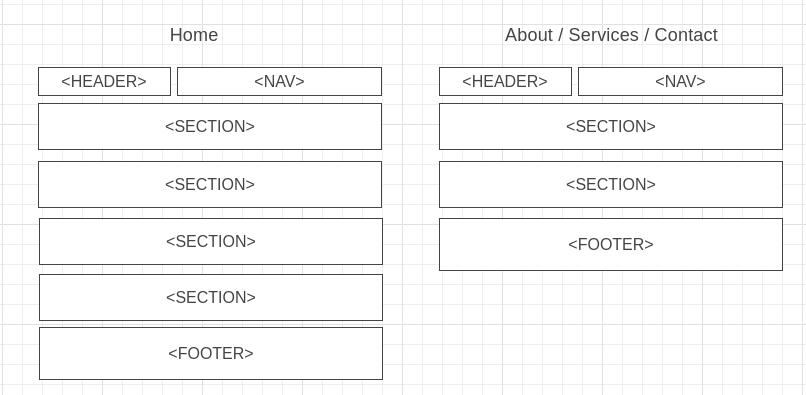 Home
<HEADER>
<NAV>
<SECTION>
<SECTION>
<SECTION>
<SECTION>
<FOOTER>
About / Services / Contact
<HEADER>
<NAV>
<SECTION>
<SECTION>
<FOOTER>